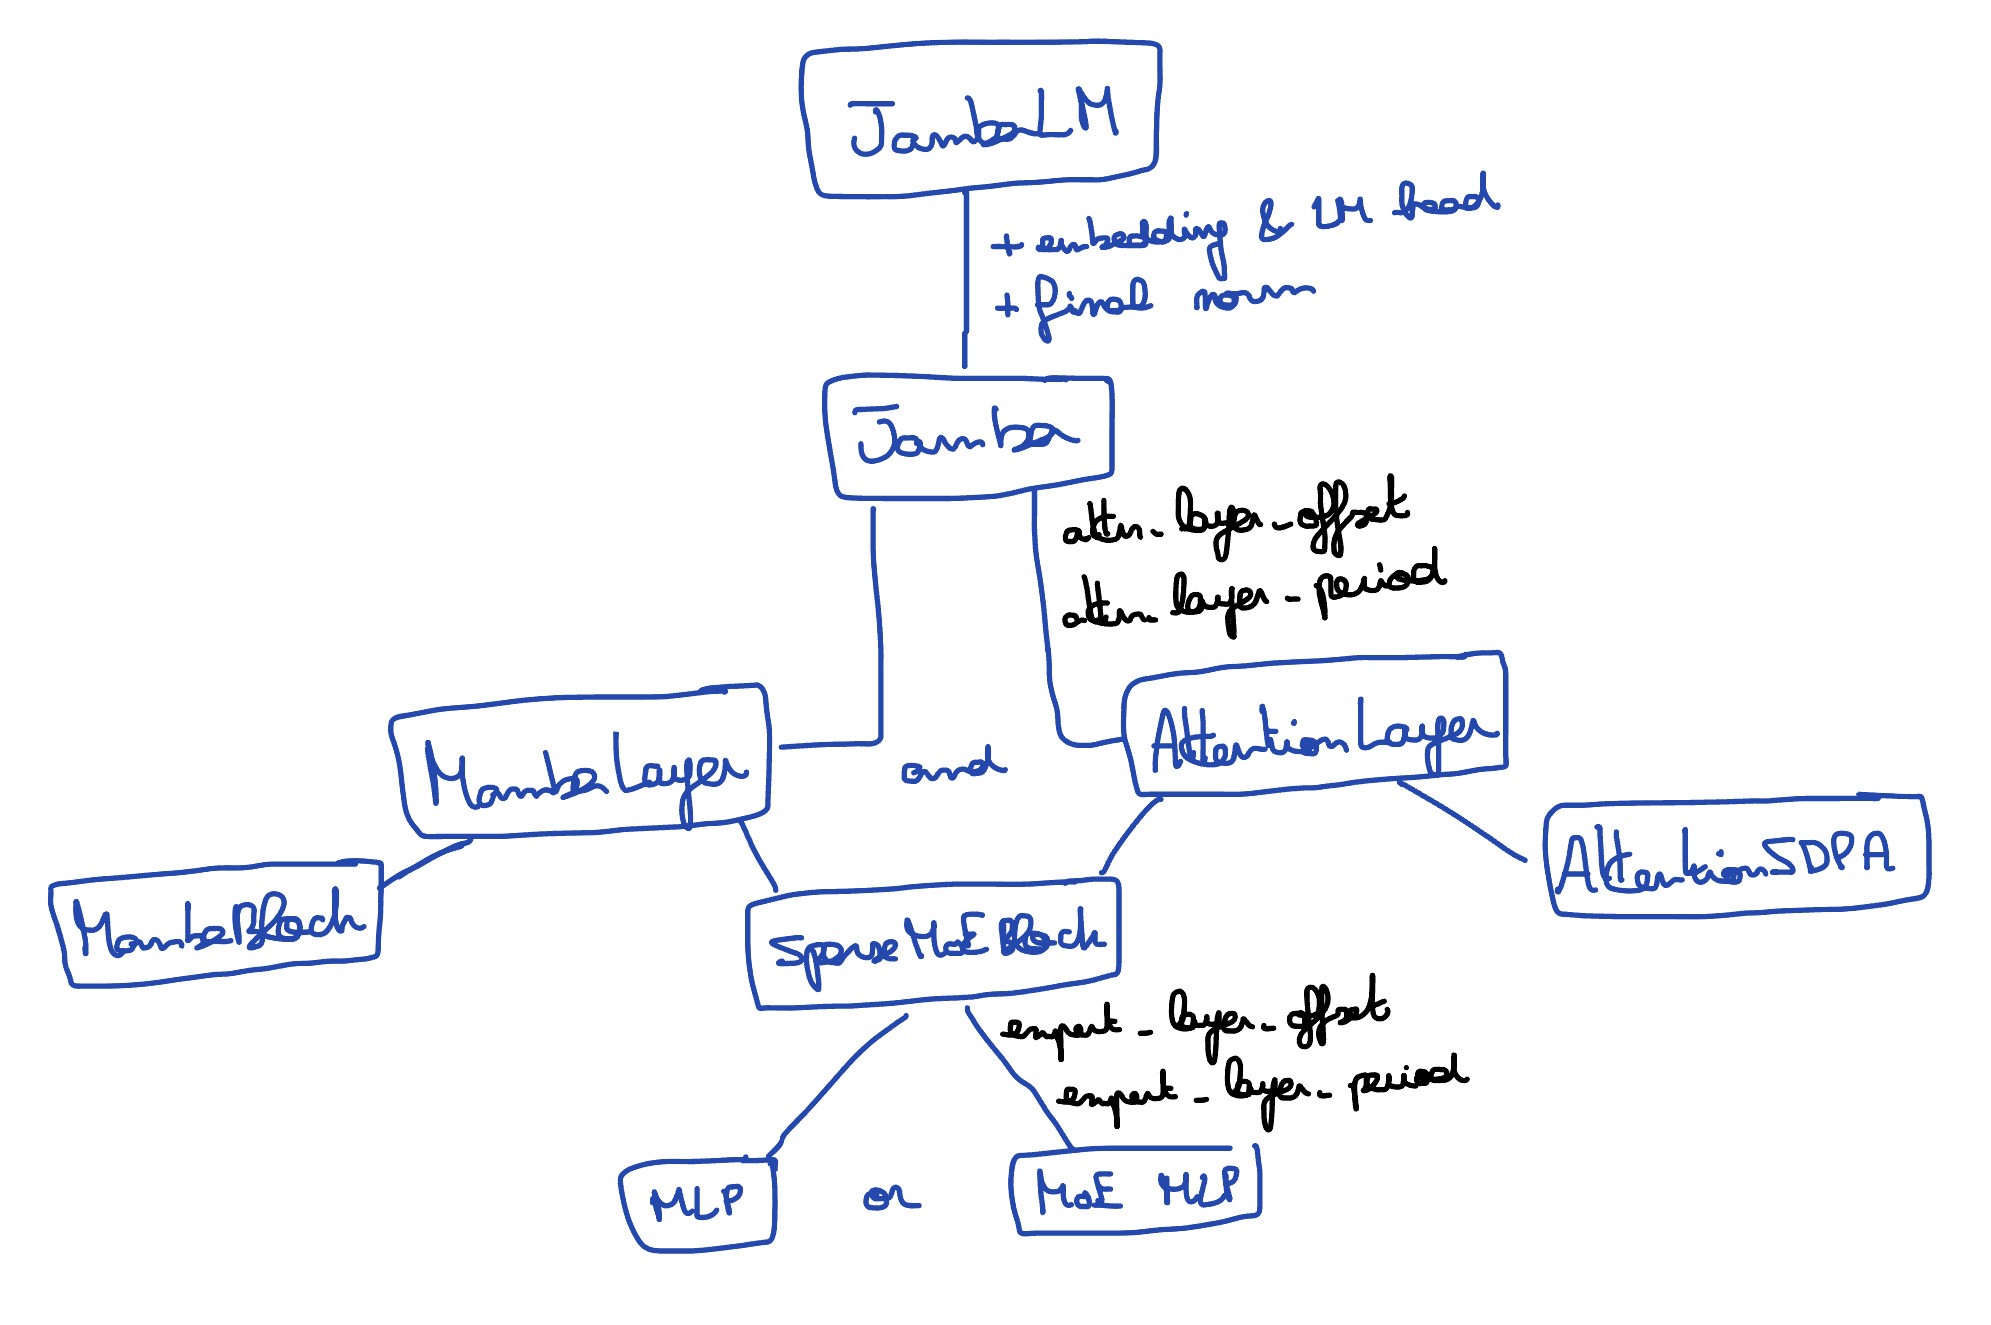 JambaLM
+ embedding & LM head
+ final norm
Jamba
attn_layer_offset
attn_layer_period
MambaLayer
and
AttentionLayer
MambaBlock
SparseMoEBlock
AttentionSDPA
expert_layer_offset
expert_layer_period
MLP
or
MoE MLP